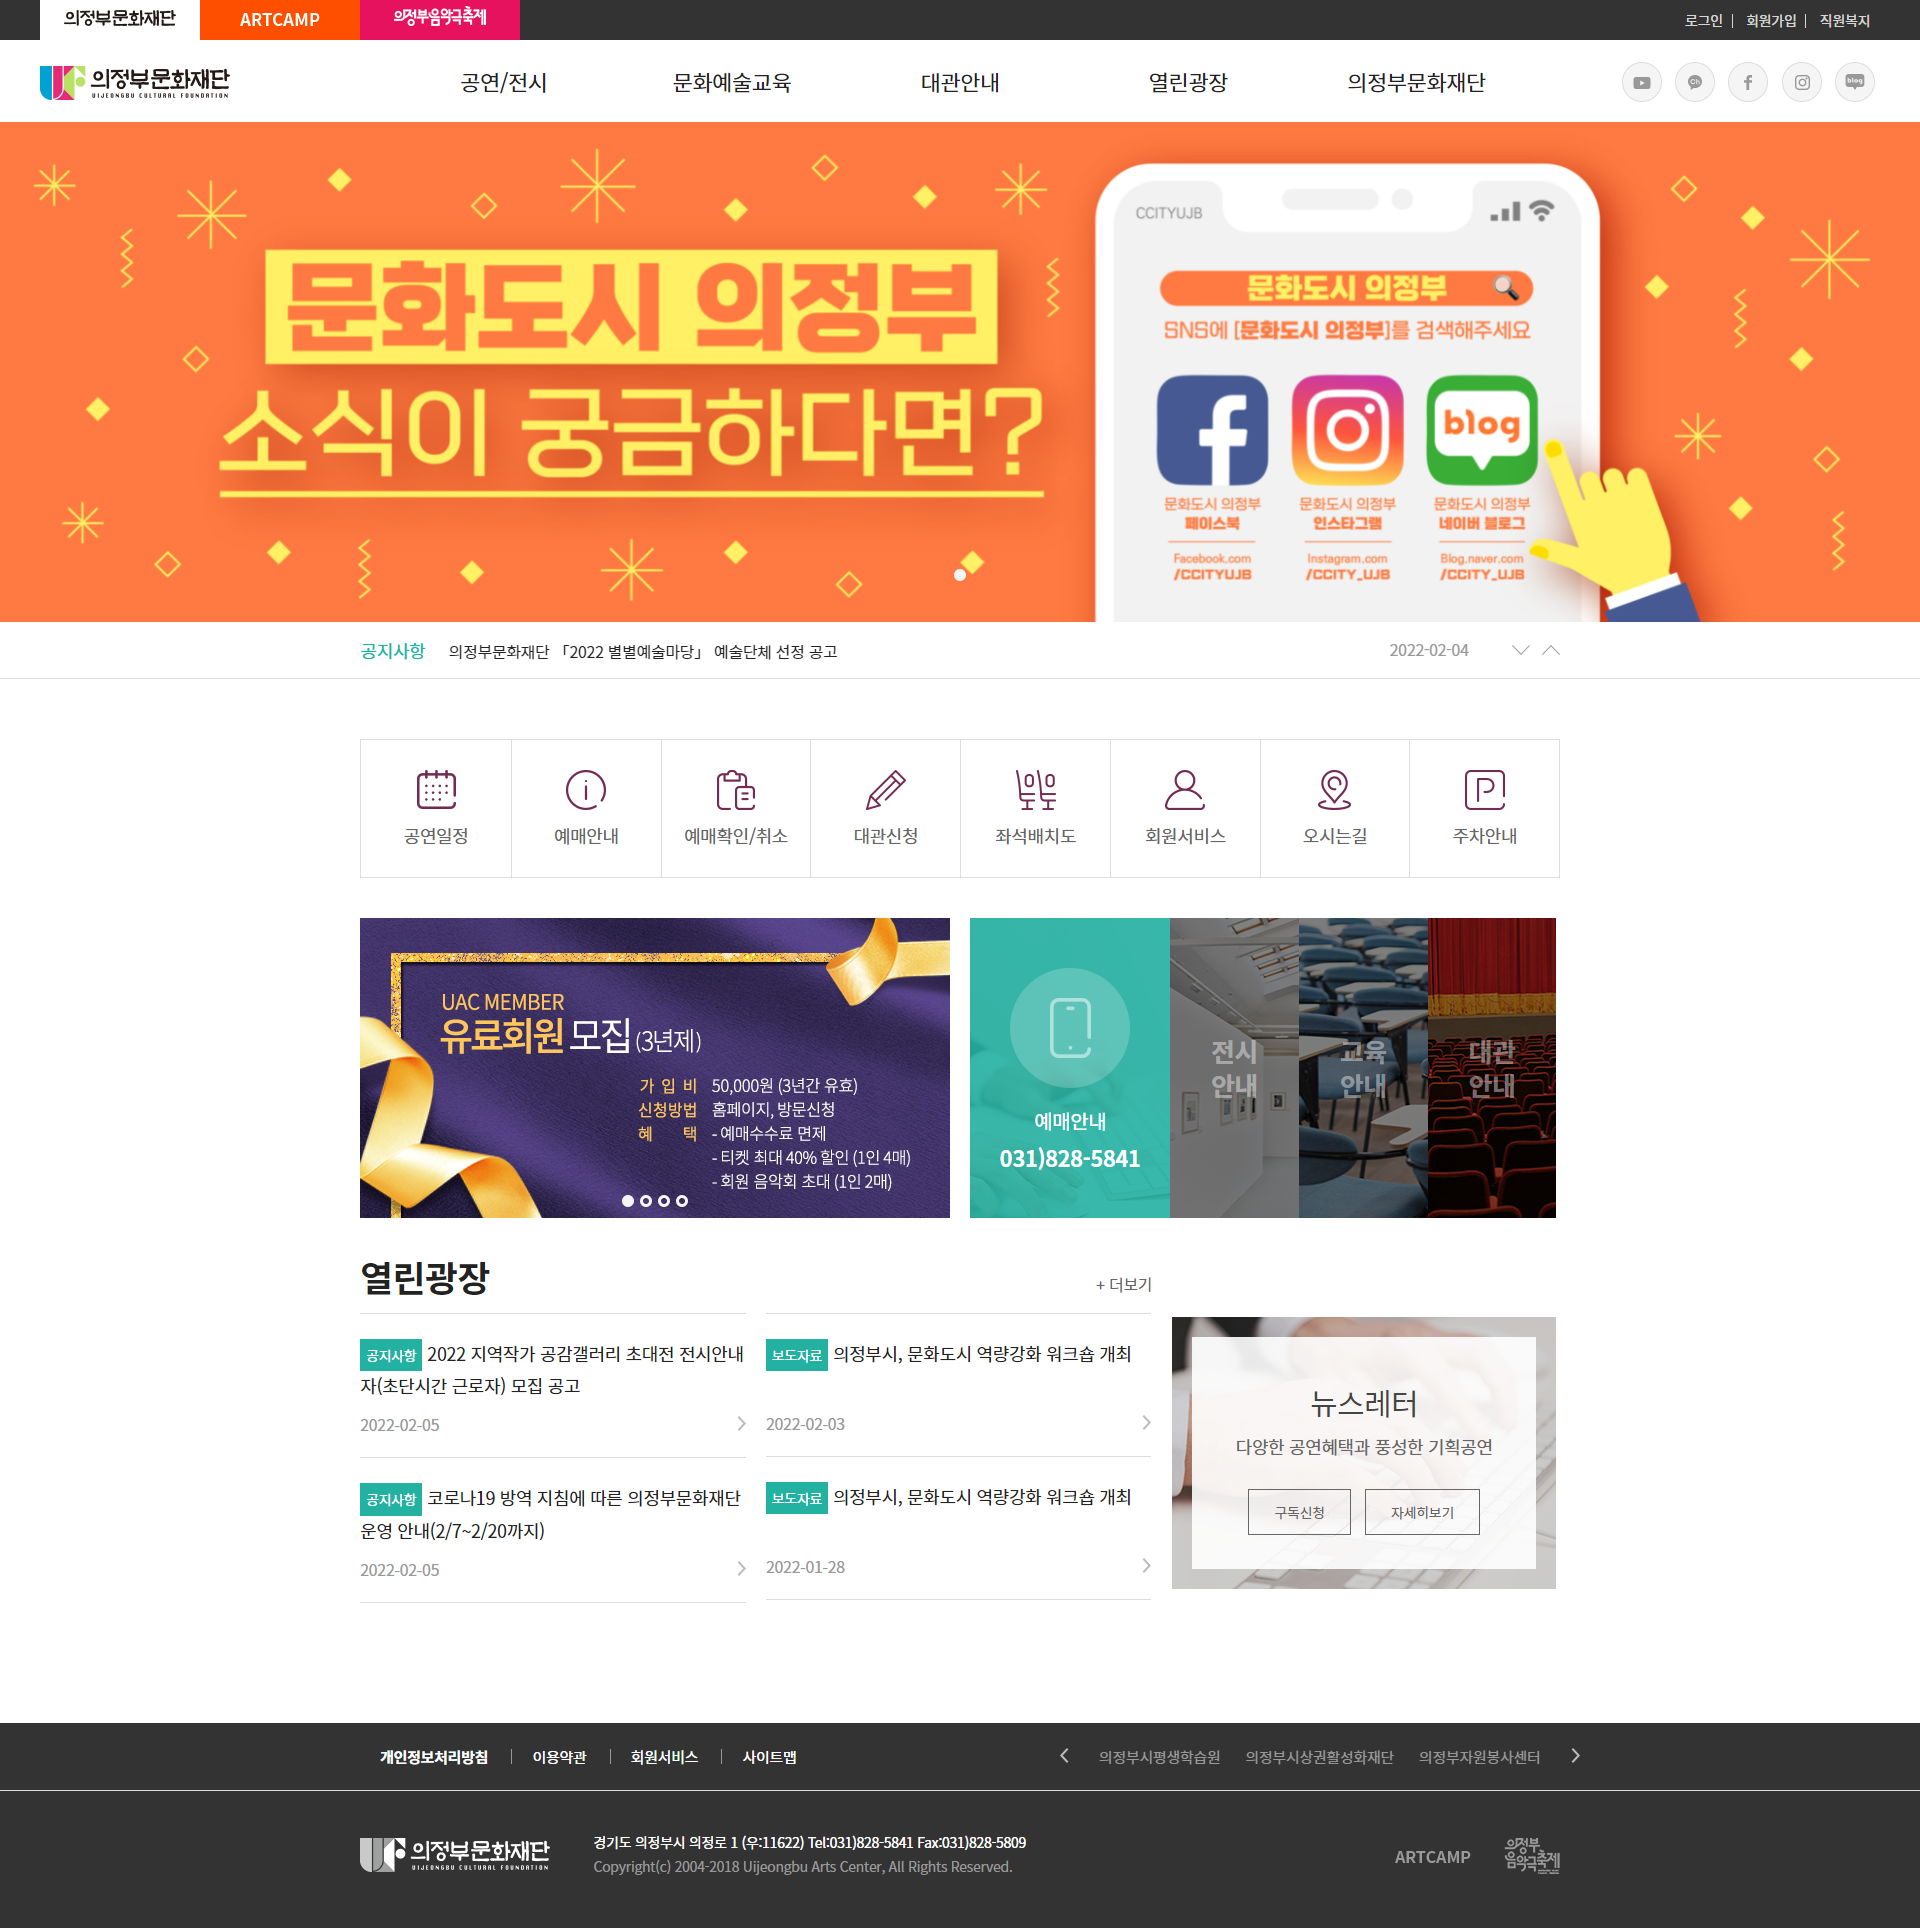 의정부문화재단
ARTCAMP
의정부음악극축제
로그인
회원가입
직원복지
의정부문화재단
UIJEONGBU CULTURAL FOUNDATION
공연/전시
문화예술교육
대관안내
열린광장
의정부문화재단
Ch
blog
문화도시 의정부
소식이 궁금하다면?
CCITYUJB
문화도시 의정부
SNS에 [문화도시 의정부]를 검색해주세요
blog
문화도시 의정부
페이스북
Facebook.com
/CCITYUJB
문화도시 의정부
인스타그램
Instagram.com
/CCITY_UJB
문화도시 의정부
네이버 블로그
Blog.naver.com
/CCITY_UJB
공지사항
의정부문화재단 「2022 별별예술마당」 예술단체 선정 공고
2022-02-04
공연일정
예매안내
예매확인/취소
대관신청
좌석배치도
회원서비스
오시는길
주차안내
UAC MEMBER
유료회원 모집 (3년제)
가 입 비 50,000원 (3년간 유효)
신청방법 홈페이지, 방문신청
혜 택 - 예매수수료 면제
- 티켓 최대 40% 할인 (1인 4매)
- 회원 음악회 초대 (1인 2매)
예매안내
031)828-5841
전시
안내
교육
안내
대관
안내
열린광장
+ 더보기
공지사항 2022 지역작가 공감갤러리 초대전 전시안내
자(초단시간 근로자) 모집 공고
2022-02-05
보도자료 의정부시, 문화도시 역량강화 워크숍 개최
2022-02-03
공지사항 코로나19 방역 지침에 따른 의정부문화재단
운영 안내(2/7~2/20까지)
2022-02-05
보도자료 의정부시, 문화도시 역량강화 워크숍 개최
2022-01-28
뉴스레터
다양한 공연혜택과 풍성한 기획공연
구독신청
자세히보기
개인정보처리방침
이용약관
회원서비스
사이트맵
의정부시평생학습원
의정부시상권활성화재단
의정부자원봉사센터
의정부문화재단
UIJEONGBU CULTURAL FOUNDATION
경기도 의정부시 의정로 1 (우:11622) Tel:031)828-5841 Fax:031)828-5809
Copyright(c) 2004-2018 Uijeongbu Arts Center, All Rights Reserved.
ARTCAMP
의정부
음악극축제